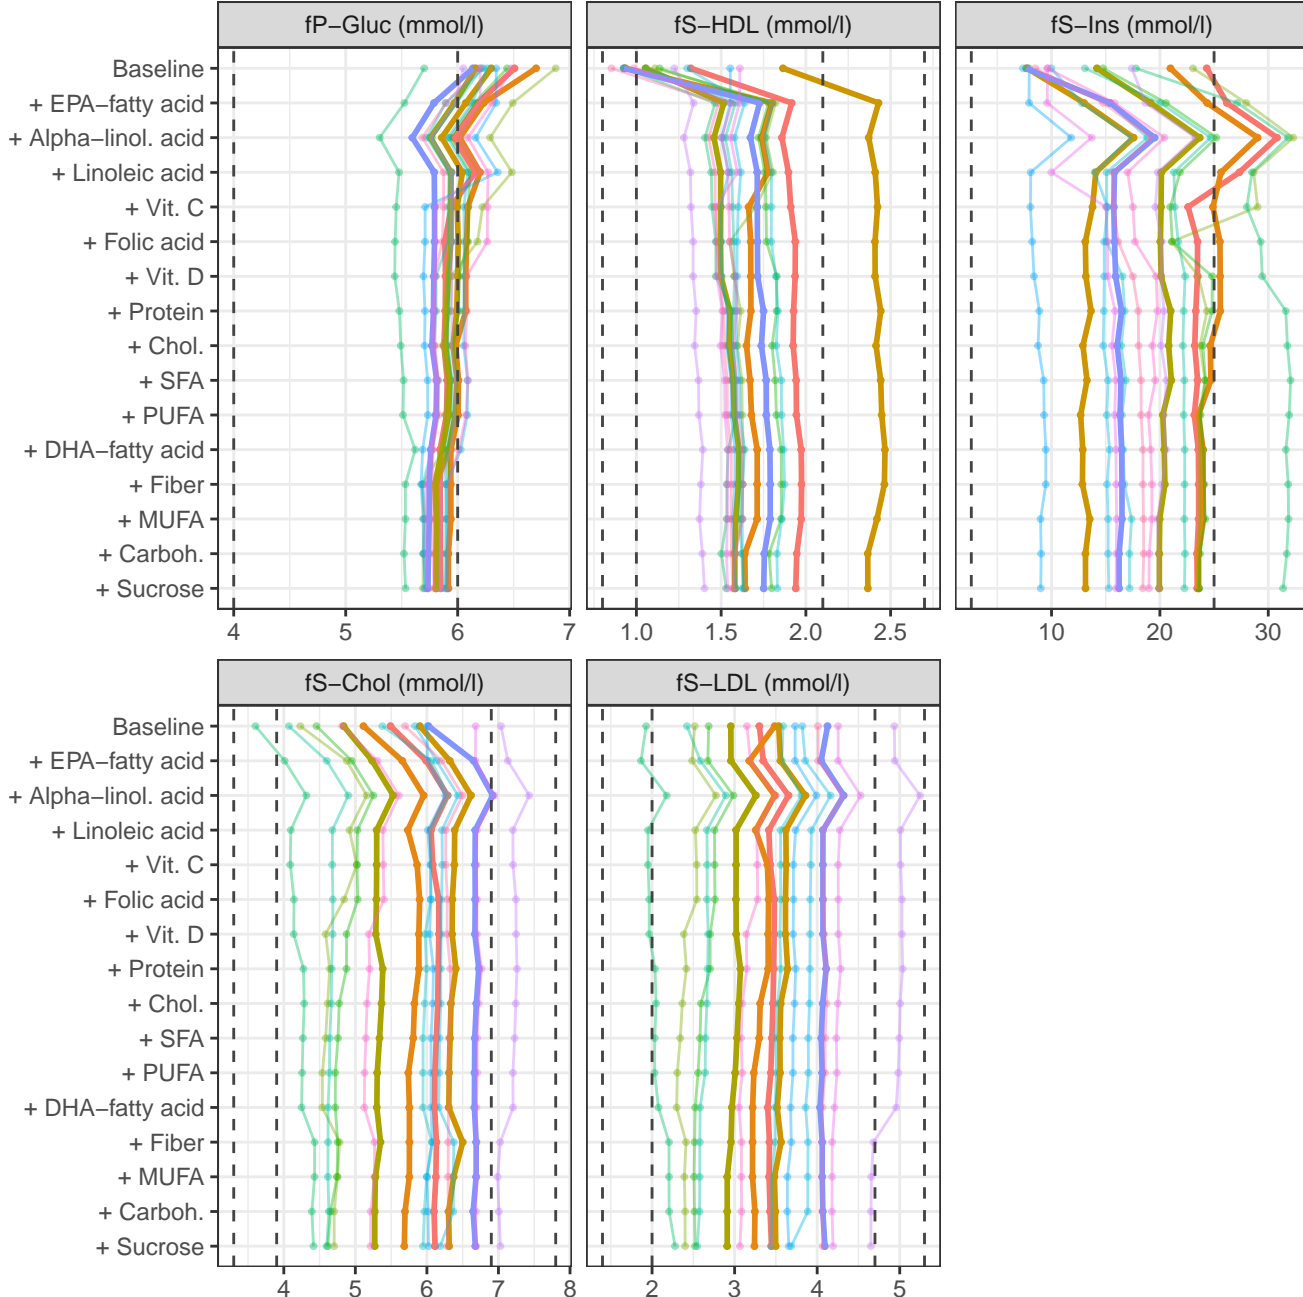 fP−Gluc (mmol/l) fS−HDL (mmol/l) fS−Ins (mmol/l)
Baseline
+ EPA−fatty acid
+ Alpha−linol. acid
+ Linoleic acid
+ Vit. C
+ Folic acid
+ Vit. D
+ Protein
+ Chol.
+ SFA
+ PUFA
+ DHA−fatty acid
+ Fiber
+ MUFA
+ Carboh.
+ Sucrose
4 5 6 7 1.0 1.5 2.0 2.5 10 20 30
fS−Chol (mmol/l) fS−LDL (mmol/l)
Baseline
+ EPA−fatty acid
+ Alpha−linol. acid
+ Linoleic acid
+ Vit. C
+ Folic acid
+ Vit. D
+ Protein
+ Chol.
+ SFA
+ PUFA
+ DHA−fatty acid
+ Fiber
+ MUFA
+ Carboh.
+ Sucrose
4 5 6 7 8 2 3 4 5